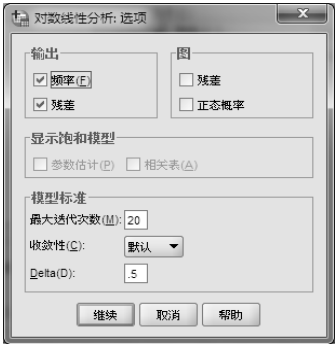 对数线性分析: 选项
输出
频率(F)
残差
图
残差
正态概率
显示饱和模型
参数估计(P) 相关表(A)
模型标准
最大迭代次数(M): 20
收敛性(C): 默认
Delta(D): .5
继续 取消 帮助